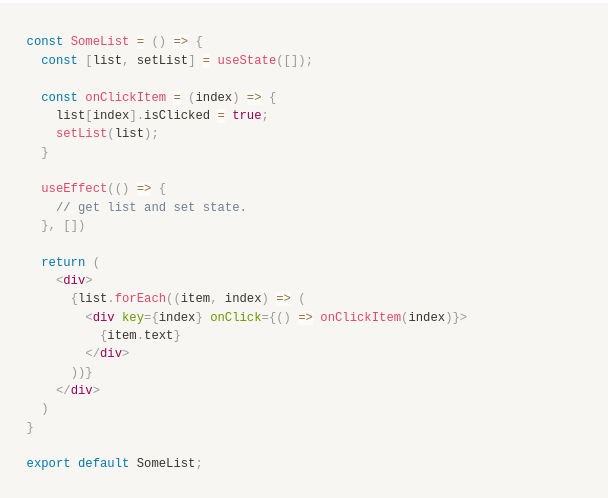 const SomeList = () => {
  const [list, setList] = useState([]);

  const onClickItem = (index) => {
    list[index].isClicked = true;
    setList(list);
  }

  useEffect(() => {
    // get list and set state.
  }, [])

  return (
    <div>
      {list.forEach((item, index) => (
        <div key={index} onClick={() => onClickItem(index)}>
          {item.text}
        </div>
      ))}
    </div>
  )
}

export default SomeList;